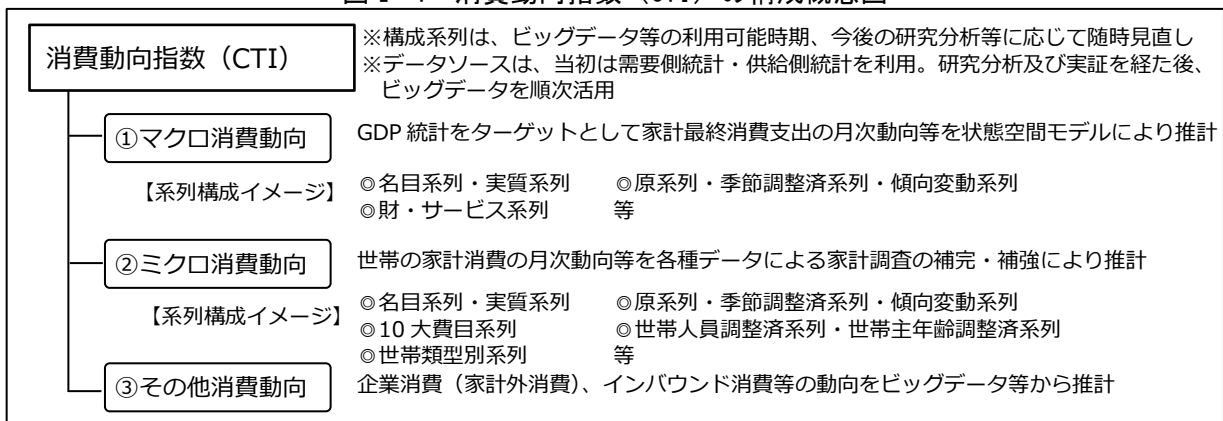 消費動向指数（CTI）
※構成系列は、ビッグデータ等の利用可能時期、今後の研究分析等に応じて随時見直し
※データソースは、当初は需要側統計・供給側統計を利用。研究分析及び実証を経た後、
ビッグデータを順次活用
①マクロ消費動向
GDP 統計をターゲットとして家計最終消費支出の月次動向等を状態空間モデルにより推計
【系列構成イメージ】
◎名目系列・実質系列 ◎原系列・季節調整済系列・傾向変動系列
◎財・サービス系列 等
②ミクロ消費動向
世帯の家計消費の月次動向等を各種データによる家計調査の補完・補強により推計
【系列構成イメージ】
◎名目系列・実質系列 ◎原系列・季節調整済系列・傾向変動系列
◎10 大費目系列 ◎世帯人員調整済系列・世帯主年齢調整済系列
◎世帯類型別系列 等
③その他消費動向
企業消費（家計外消費）、インバウンド消費等の動向をビッグデータ等から推計